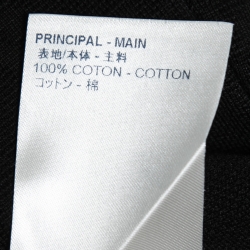 PRINCIPAL - MAIN
表地/本体 - 主料
100% COTON - COTTON
コットン - 棉